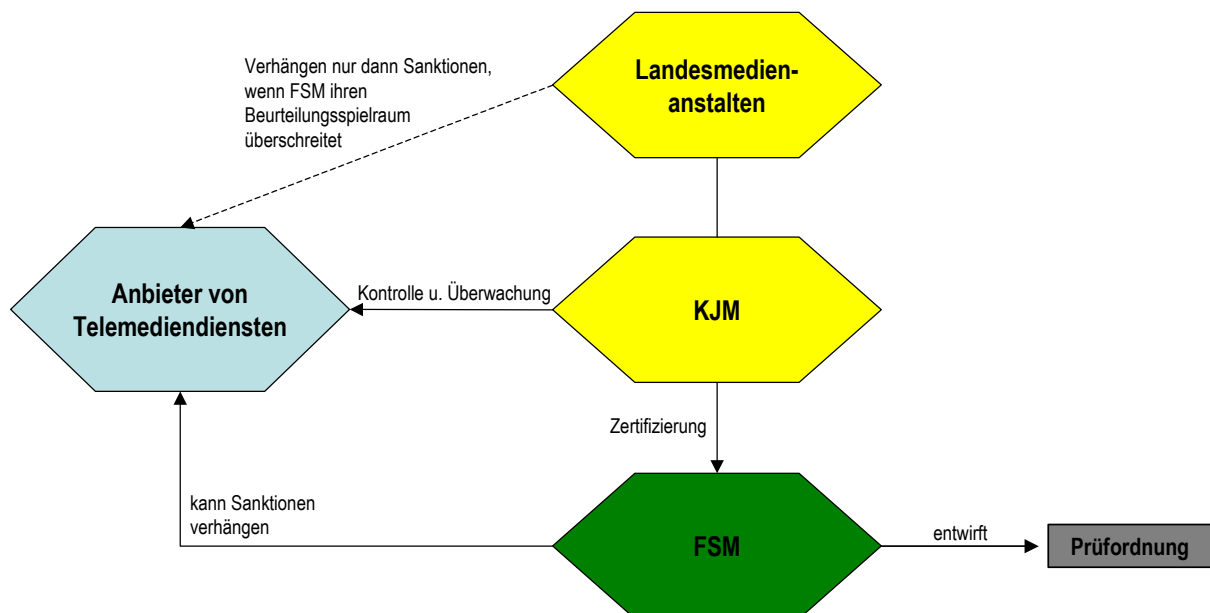 Verhängen nur dann Sanktionen,
wenn FSM ihren
Beurteilungsspielraum
überschreitet
Landesmedien-
anstalten
Anbieter von
Telemediendiensten
Kontrolle u. Überwachung
KJM
Zertifizierung
kann Sanktionen
verhängen
FSM
entwirft
Prüfordnung